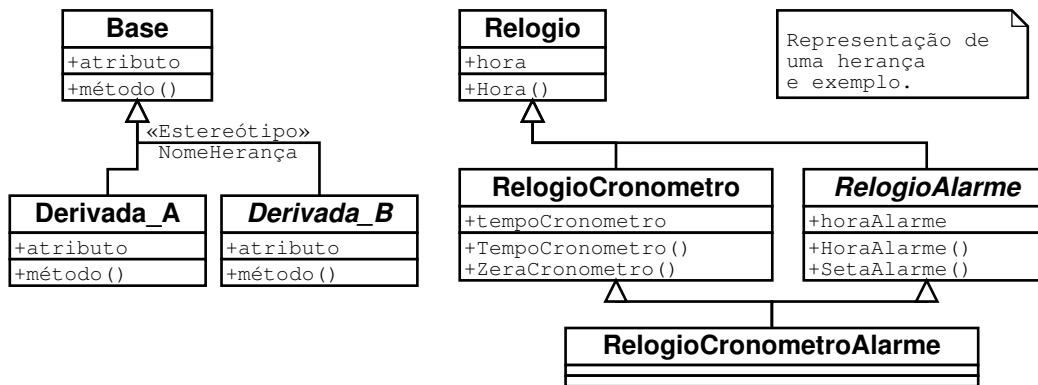 Base
+atributo
+método()
«Estereótipo»
NomeHerança
Derivada_A
+atributo
+método()
Derivada_B
+atributo
+método()
Relogio
+hora
+Hora()
Representação de
uma herança
e exemplo.
RelogioCronometro
+tempoCronometro
+TempoCronometro()
+ZeraCronometro()
RelogioAlarme
+horaAlarme
+HoraAlarme()
+SetaAlarme()
RelogioCronometroAlarme